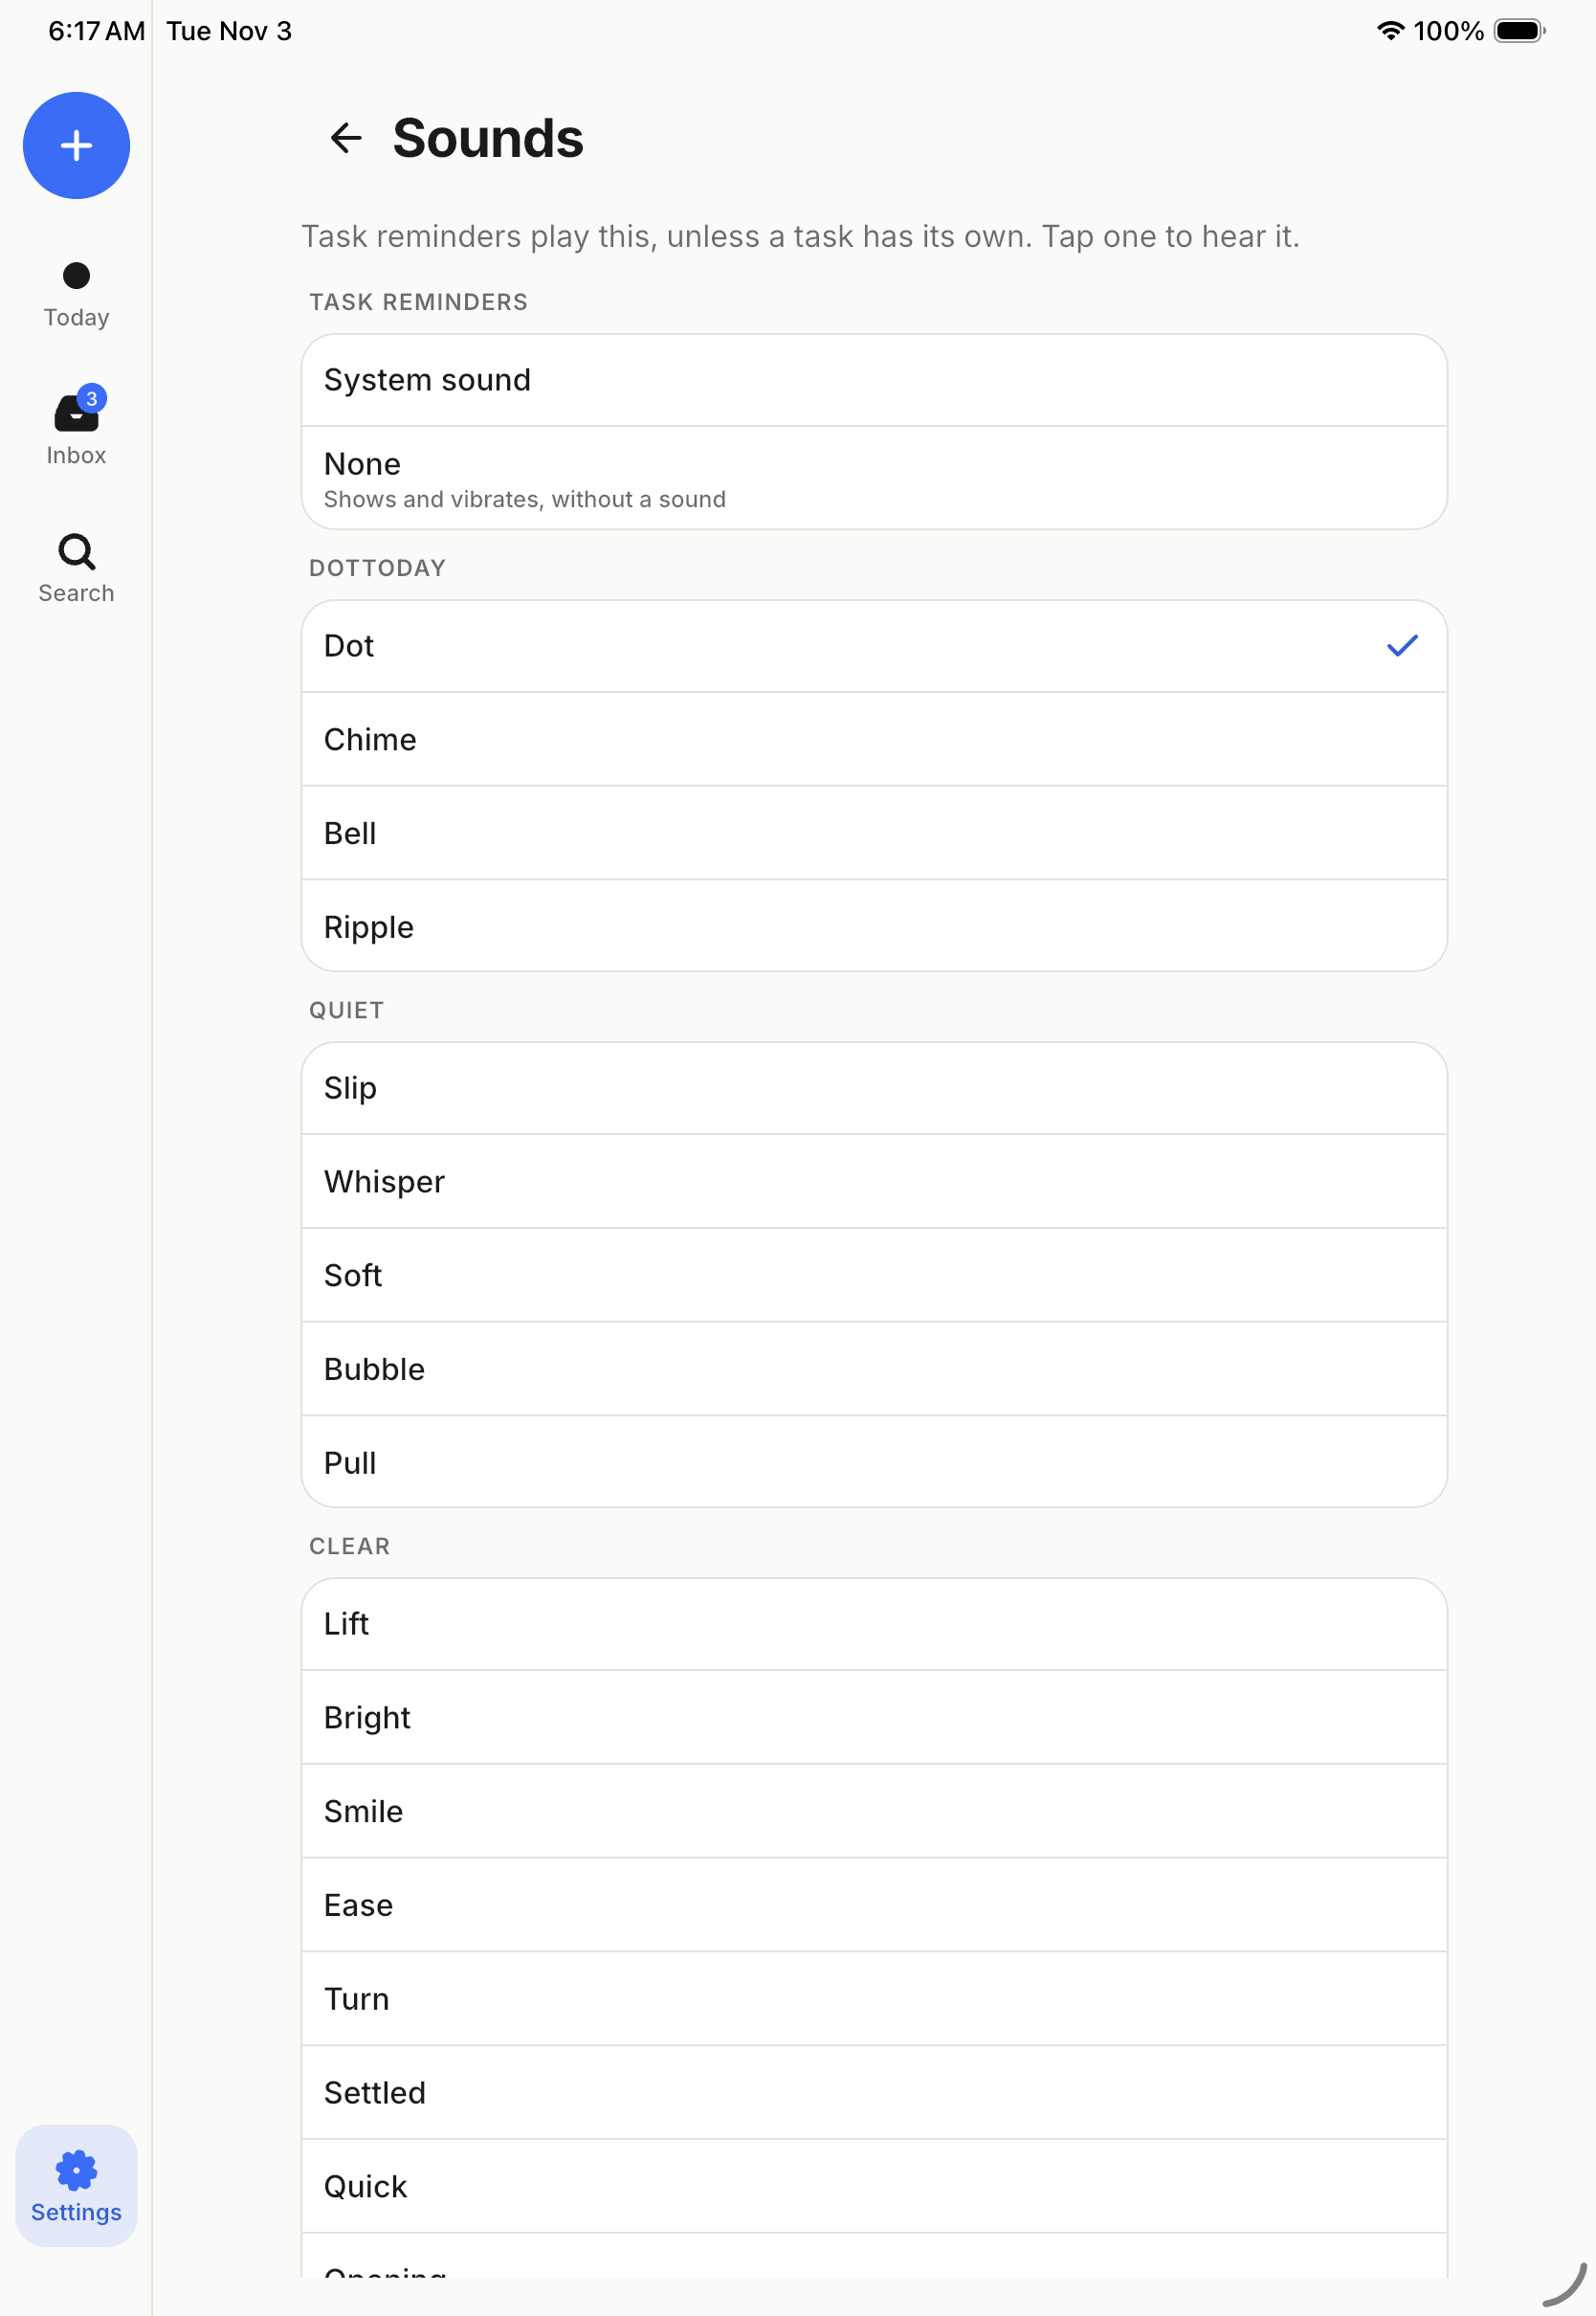 6:17 AM Tue Nov 3 100%
Sounds
Task reminders play this, unless a task has its own. Tap one to hear it.
TASK REMINDERS
System sound
None
Shows and vibrates, without a sound
DOTTODAY
Dot
Chime
Bell
Ripple
QUIET
Slip
Whisper
Soft
Bubble
Pull
CLEAR
Lift
Bright
Smile
Ease
Turn
Settled
Quick
Today
3
Inbox
Search
Settings